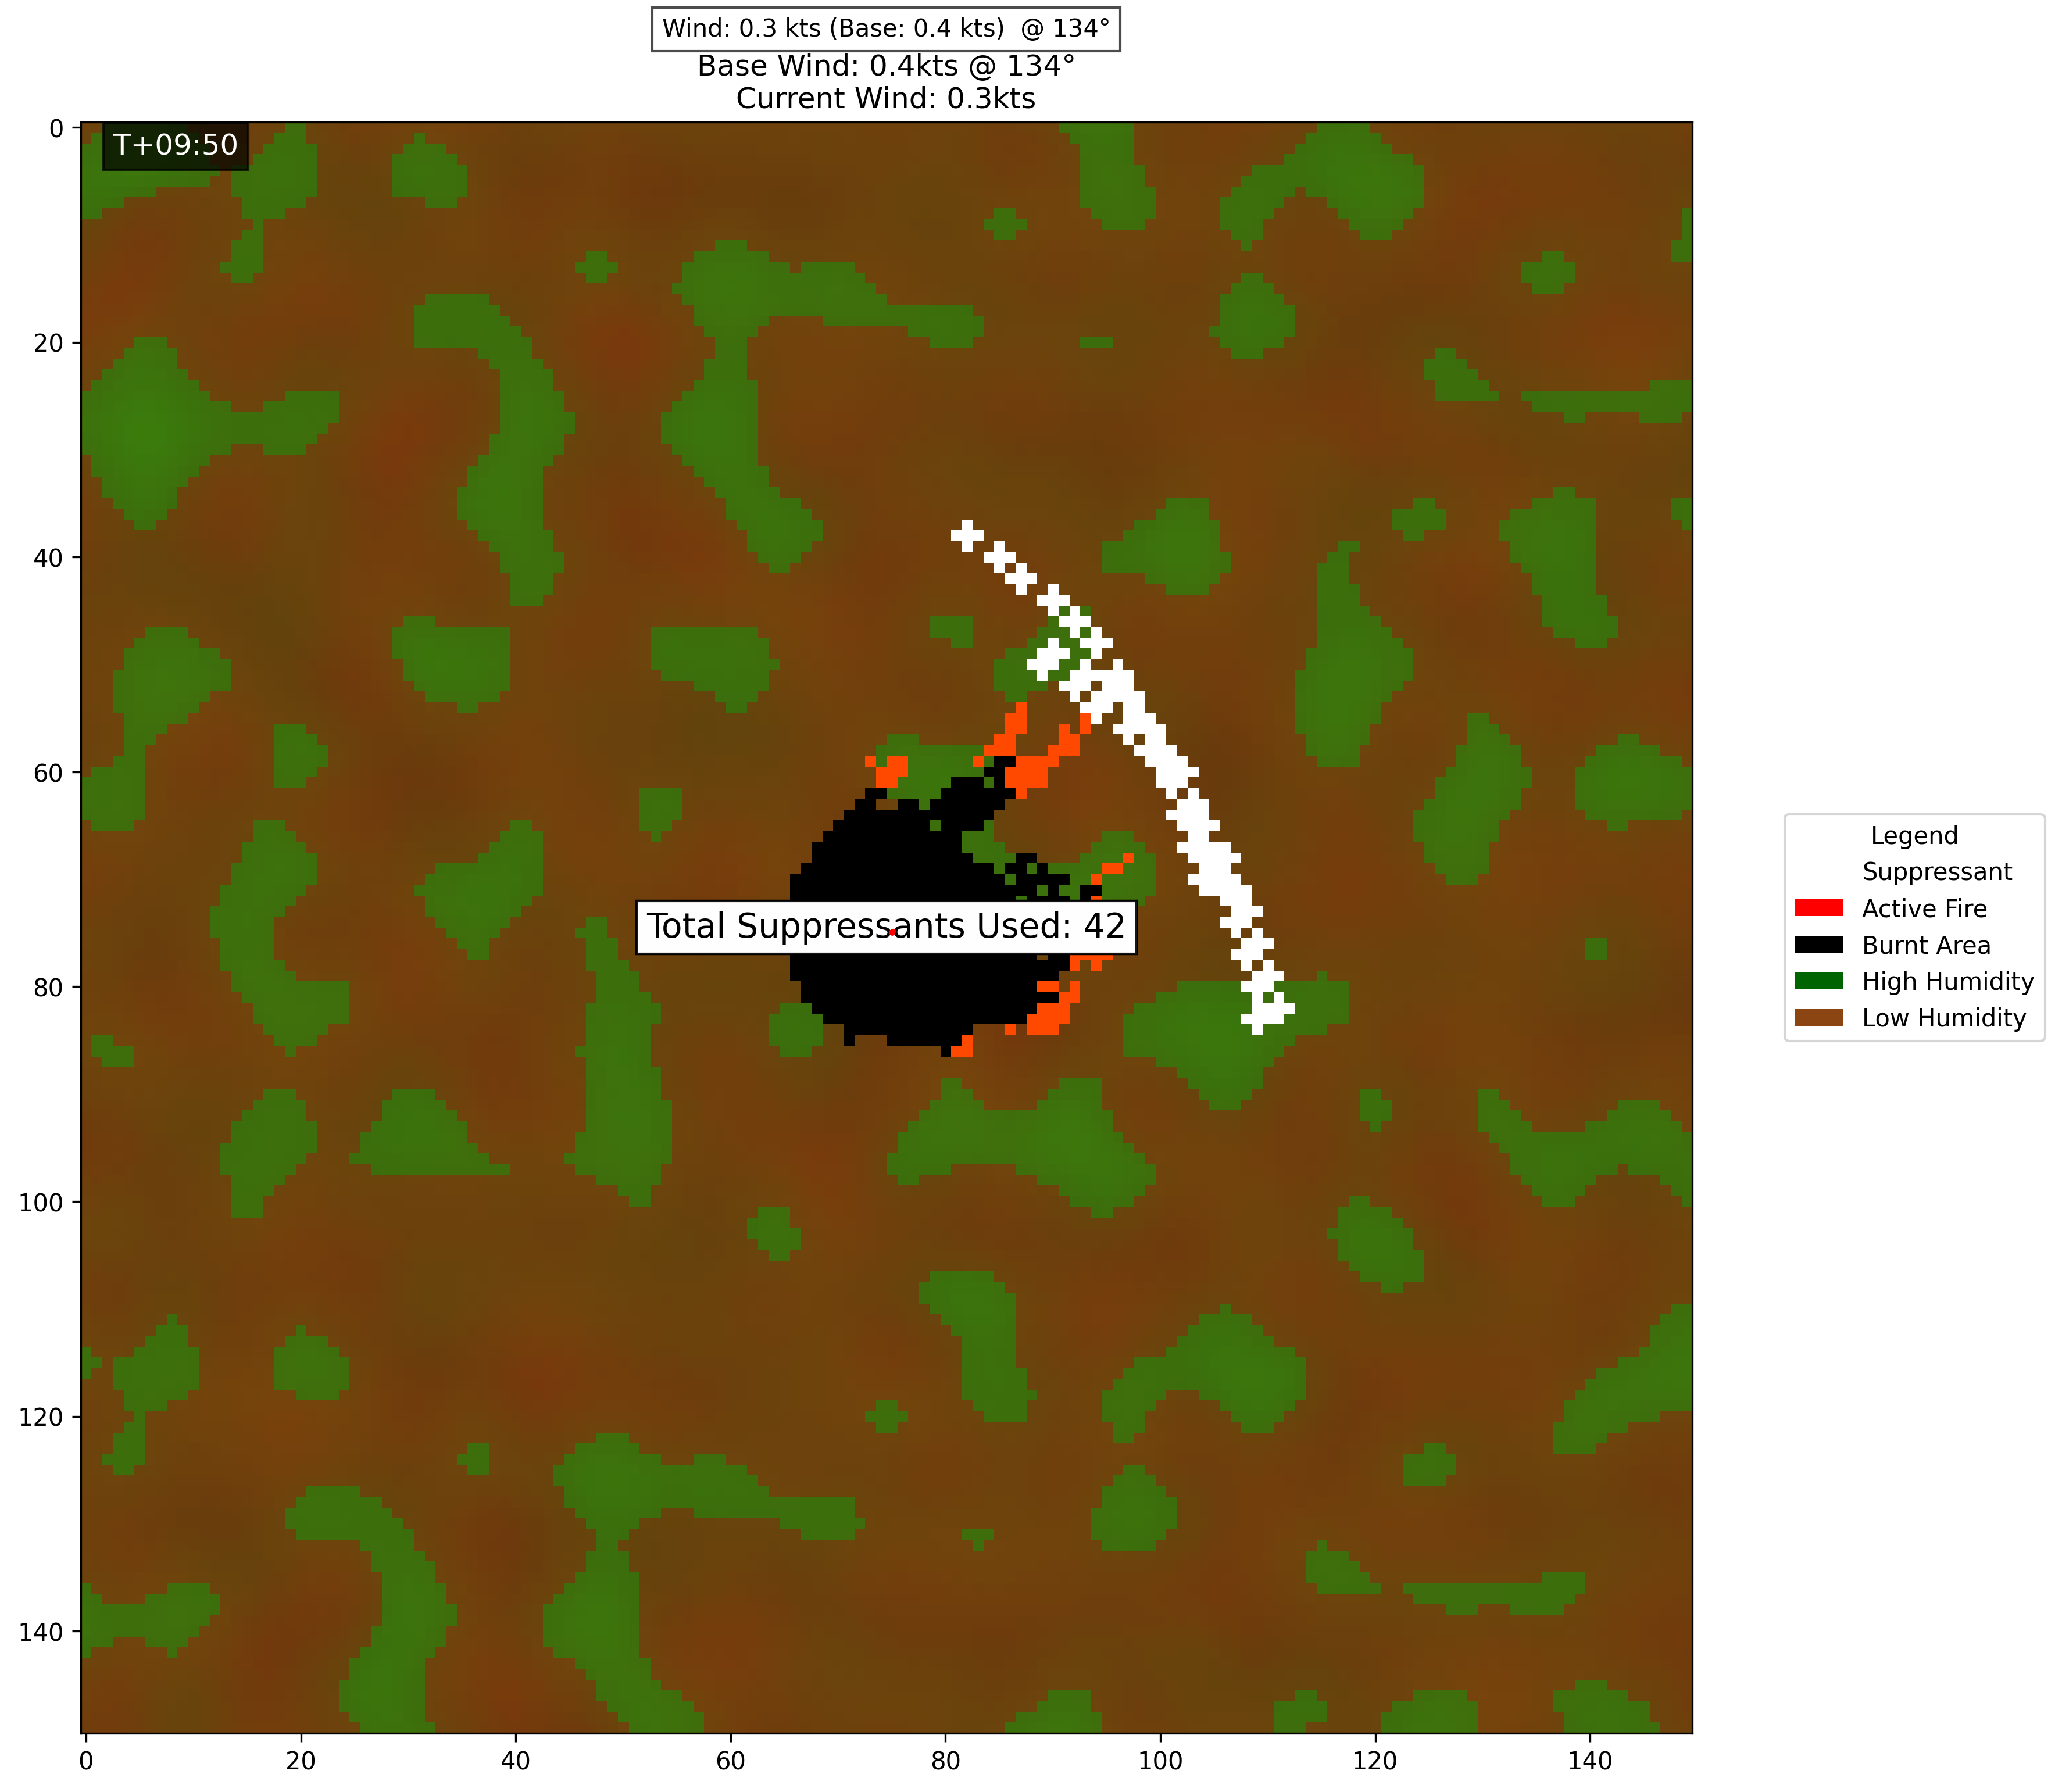 Wind: 0.3 kts (Base: 0.4 kts)  @ 134°
Base Wind: 0.4kts @ 134°
Current Wind: 0.3kts
T+09:50
0
20
40
60
80
100
120
140
Total Suppressants Used: 42
0 20 40 60 80 100 120 140
Legend
Suppressant
Active Fire
Burnt Area
High Humidity
Low Humidity